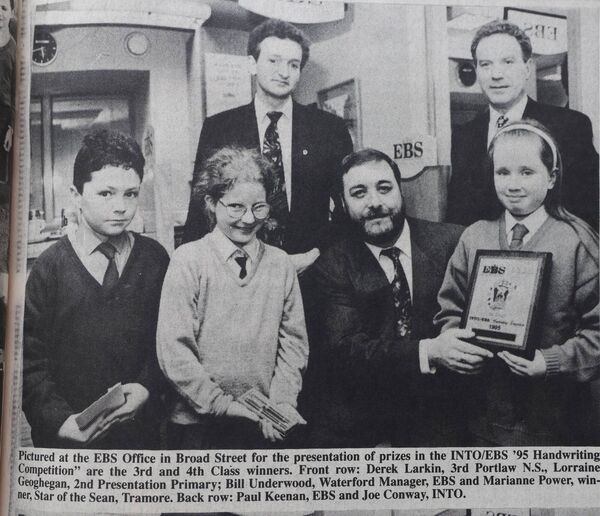 EBS
EBS
EBS
INTO/EBS
1995
Pictured at the EBS Office in Broad Street for the presentation of prizes in the INTO/EBS '95 Handwriting
Competition" are the 3rd and 4th Class winners. Front row: Derek Larkin, 3rd Portlaw N.S., Lorraine
Geoghegan, 2nd Presentation Primary; Bill Underwood, Waterford Manager, EBS and Marianne Power, win-
ner, Star of the Sean, Tramore. Back row: Paul Keenan, EBS and Joe Conway, INTO.